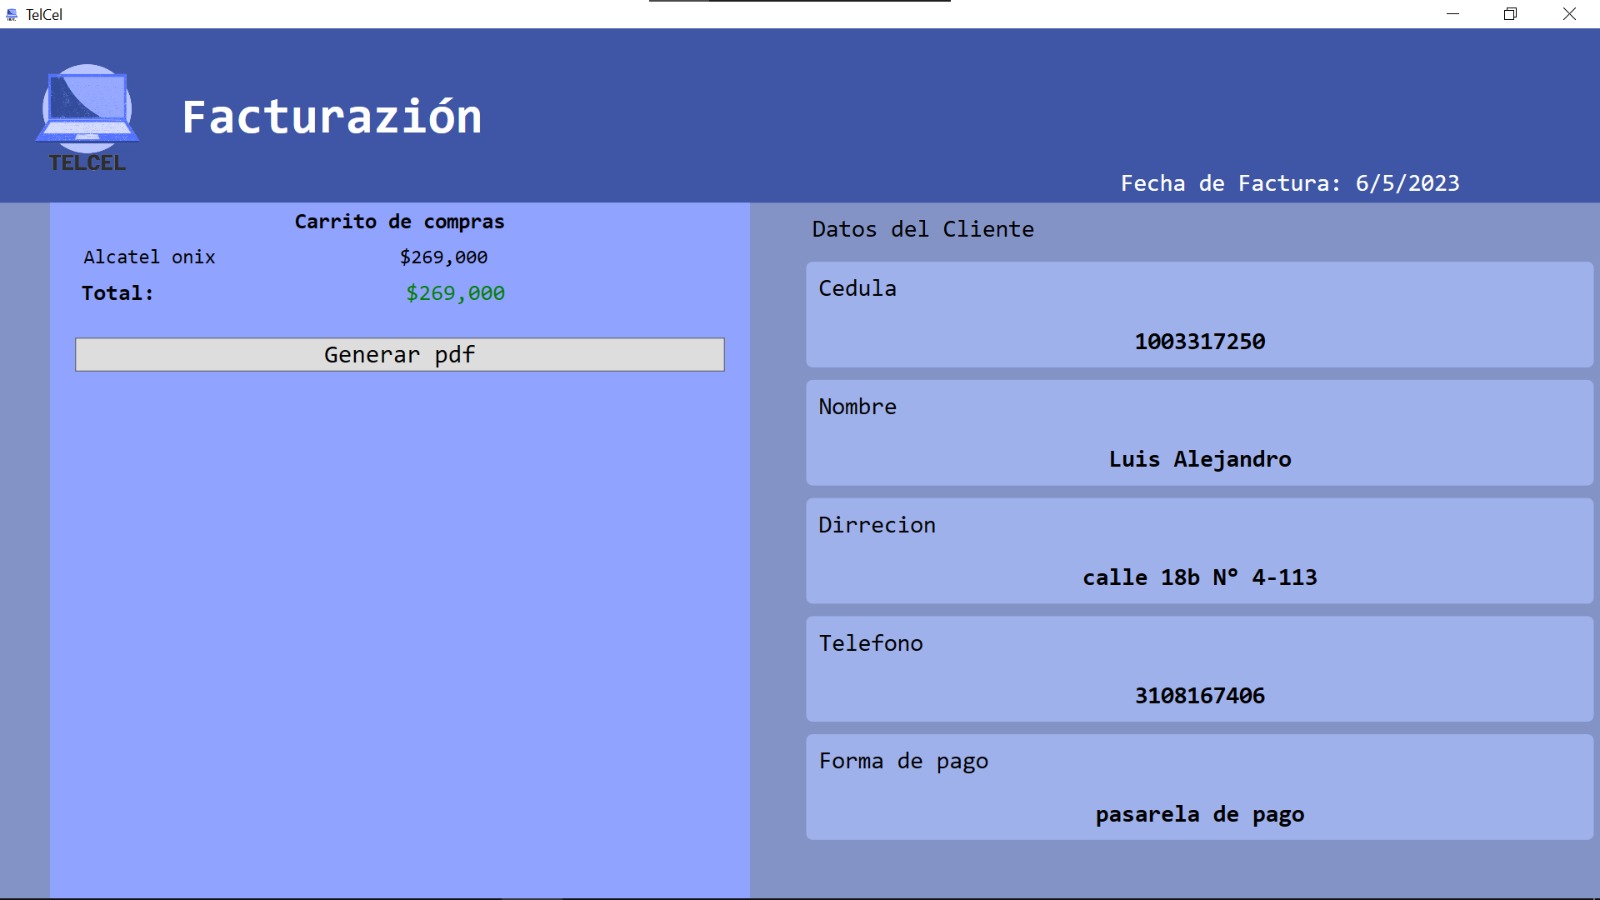 TelCel
TELCEL
Facturazión
Fecha de Factura: 6/5/2023
Carrito de compras
Alcatel onix $269,000
Total: $269,000
Generar pdf
Datos del Cliente
Cedula
1003317250
Nombre
Luis Alejandro
Dirrecion
calle 18b N° 4-113
Telefono
3108167406
Forma de pago
pasarela de pago